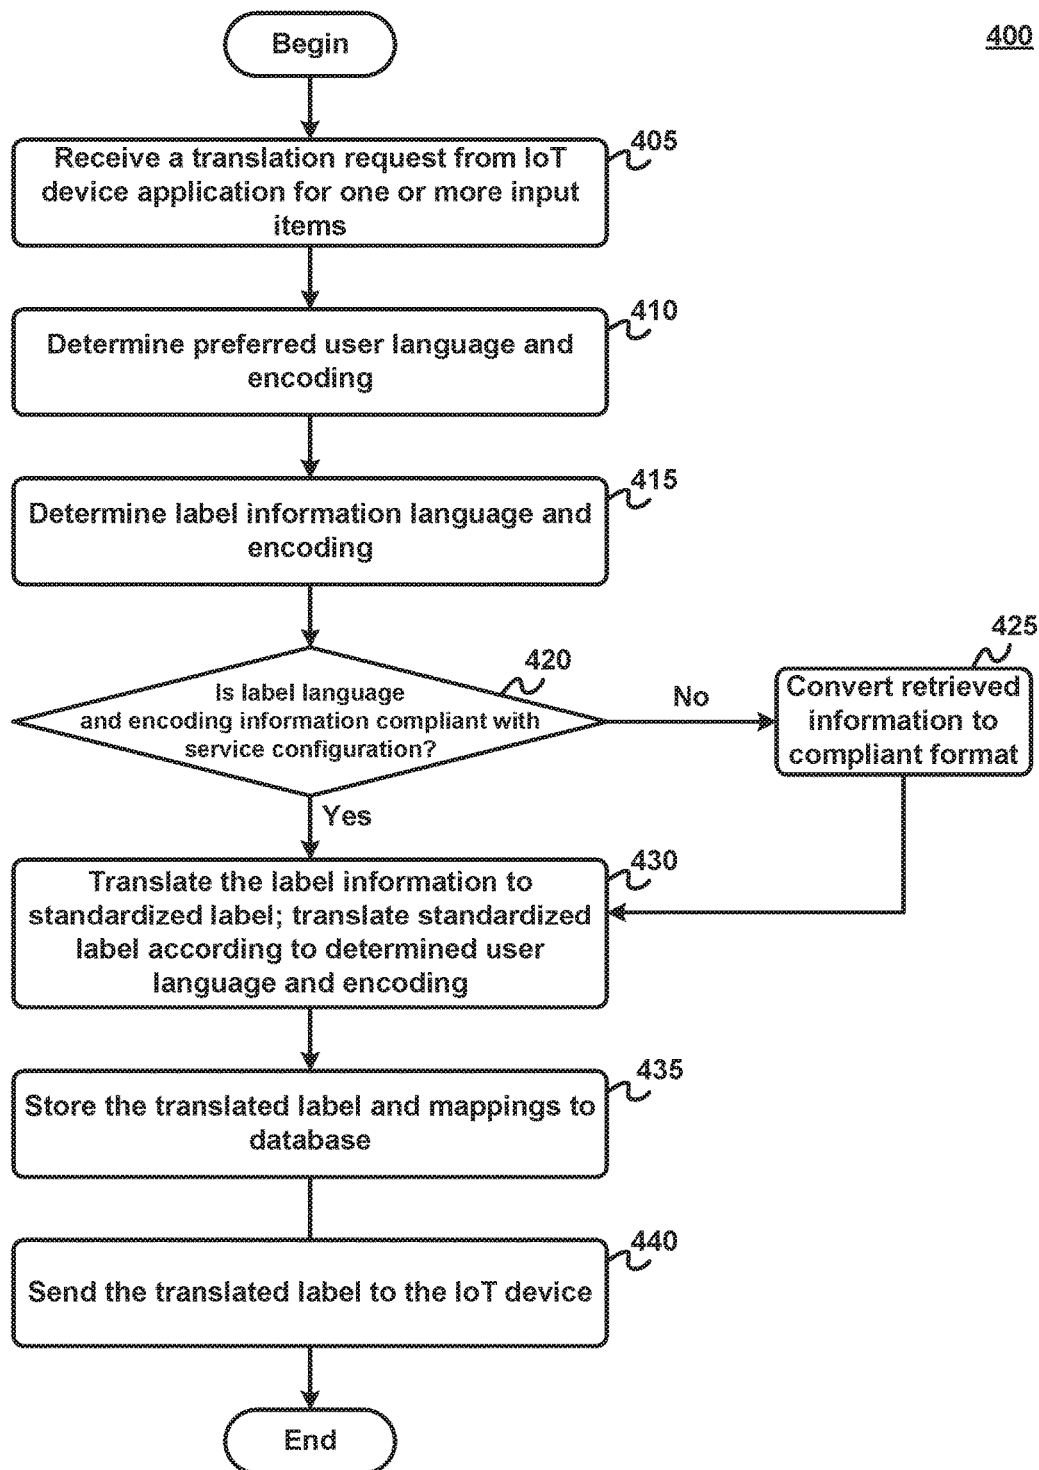 Begin
400
405
Receive a translation request from IoT
device application for one or more input
items
410
Determine preferred user language and
encoding
415
Determine label information language and
encoding
420
Is label language
and encoding information compliant with
service configuration?
No
425
Convert retrieved
information to
compliant format
Yes
430
Translate the label information to
standardized label; translate standardized
label according to determined user
language and encoding
435
Store the translated label and mappings to
database
440
Send the translated label to the IoT device
End